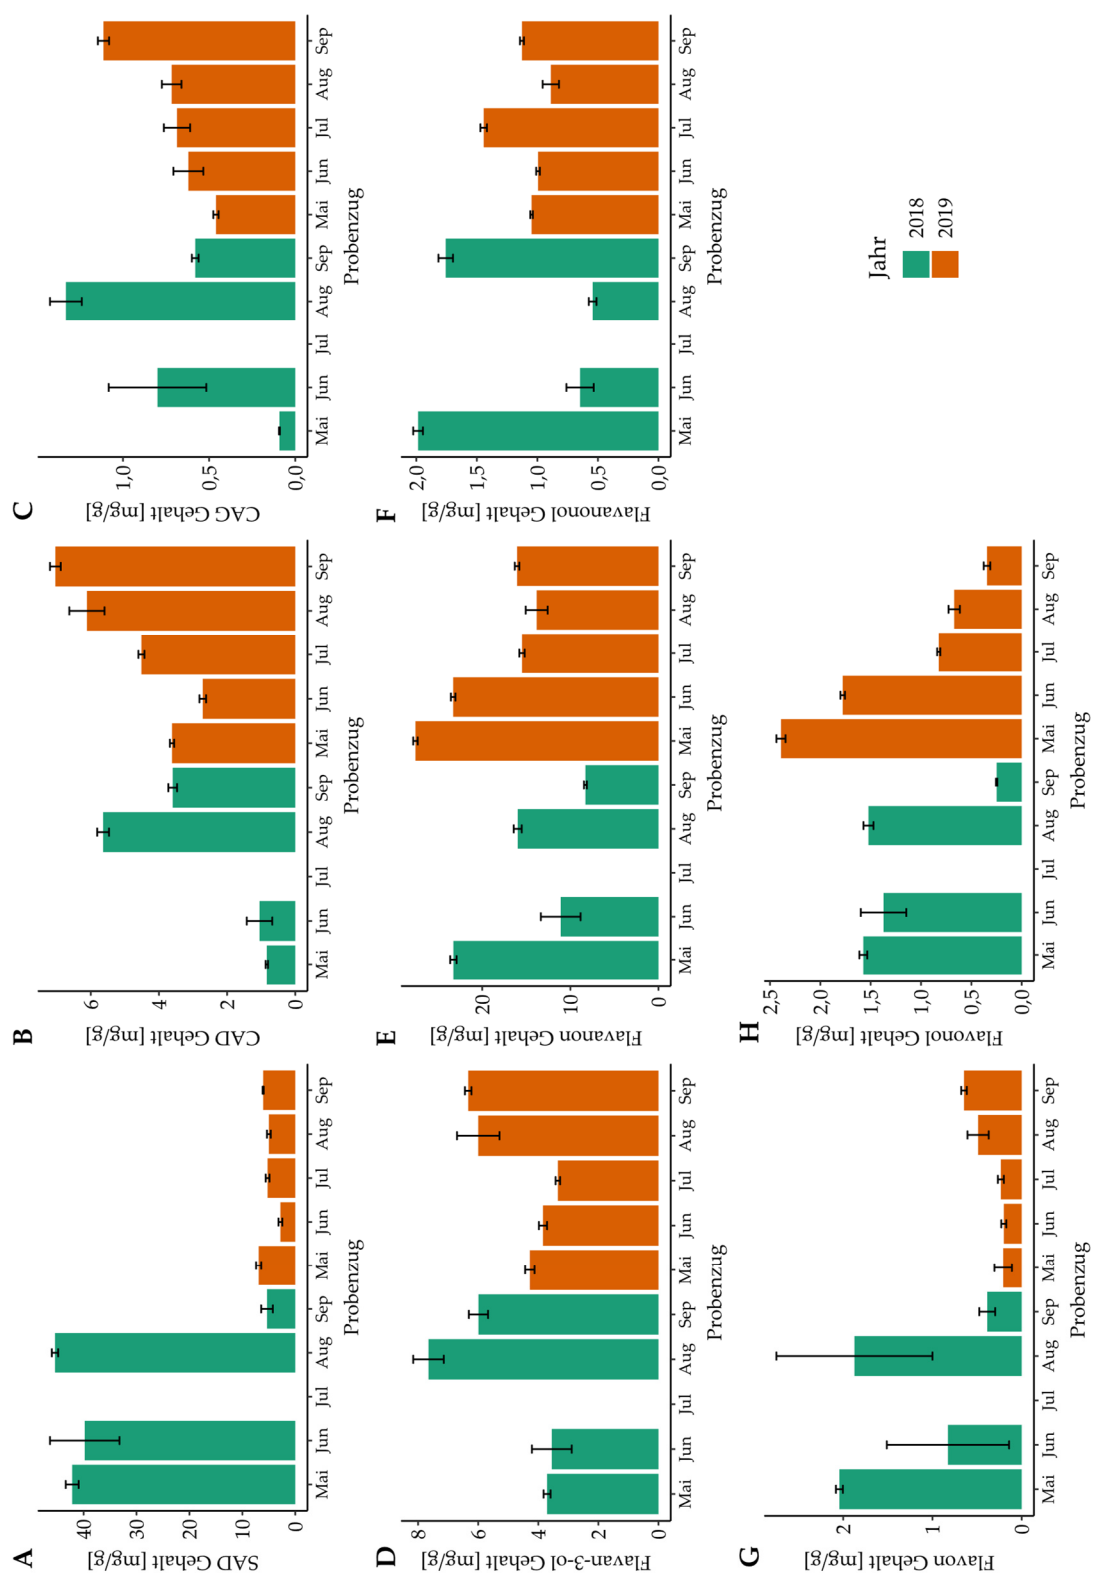 A
SAD Gehalt [mg/g]
40
30
20
10
0
Mai Jun Jul Aug Sep Mai Jun Jul Aug Sep
Probenzug
B
CAD Gehalt [mg/g]
6
4
2
0
Mai Jun Jul Aug Sep Mai Jun Jul Aug Sep
Probenzug
C
CAG Gehalt [mg/g]
1,0
0,5
0,0
Mai Jun Jul Aug Sep Mai Jun Jul Aug Sep
Probenzug
D
Flavan-3-ol Gehalt [mg/g]
8
6
4
2
0
Mai Jun Jul Aug Sep Mai Jun Jul Aug Sep
Probenzug
E
Flavanon Gehalt [mg/g]
20
10
0
Mai Jun Jul Aug Sep Mai Jun Jul Aug Sep
Probenzug
F
Flavanonol Gehalt [mg/g]
2,0
1,5
1,0
0,5
0,0
Mai Jun Jul Aug Sep Mai Jun Jul Aug Sep
Probenzug
G
Flavon Gehalt [mg/g]
2
1
0
Mai Jun Jul Aug Sep Mai Jun Jul Aug Sep
Probenzug
H
Flavonol Gehalt [mg/g]
2,5
2,0
1,5
1,0
0,5
0,0
Mai Jun Jul Aug Sep Mai Jun Jul Aug Sep
Probenzug
Jahr
2018
2019